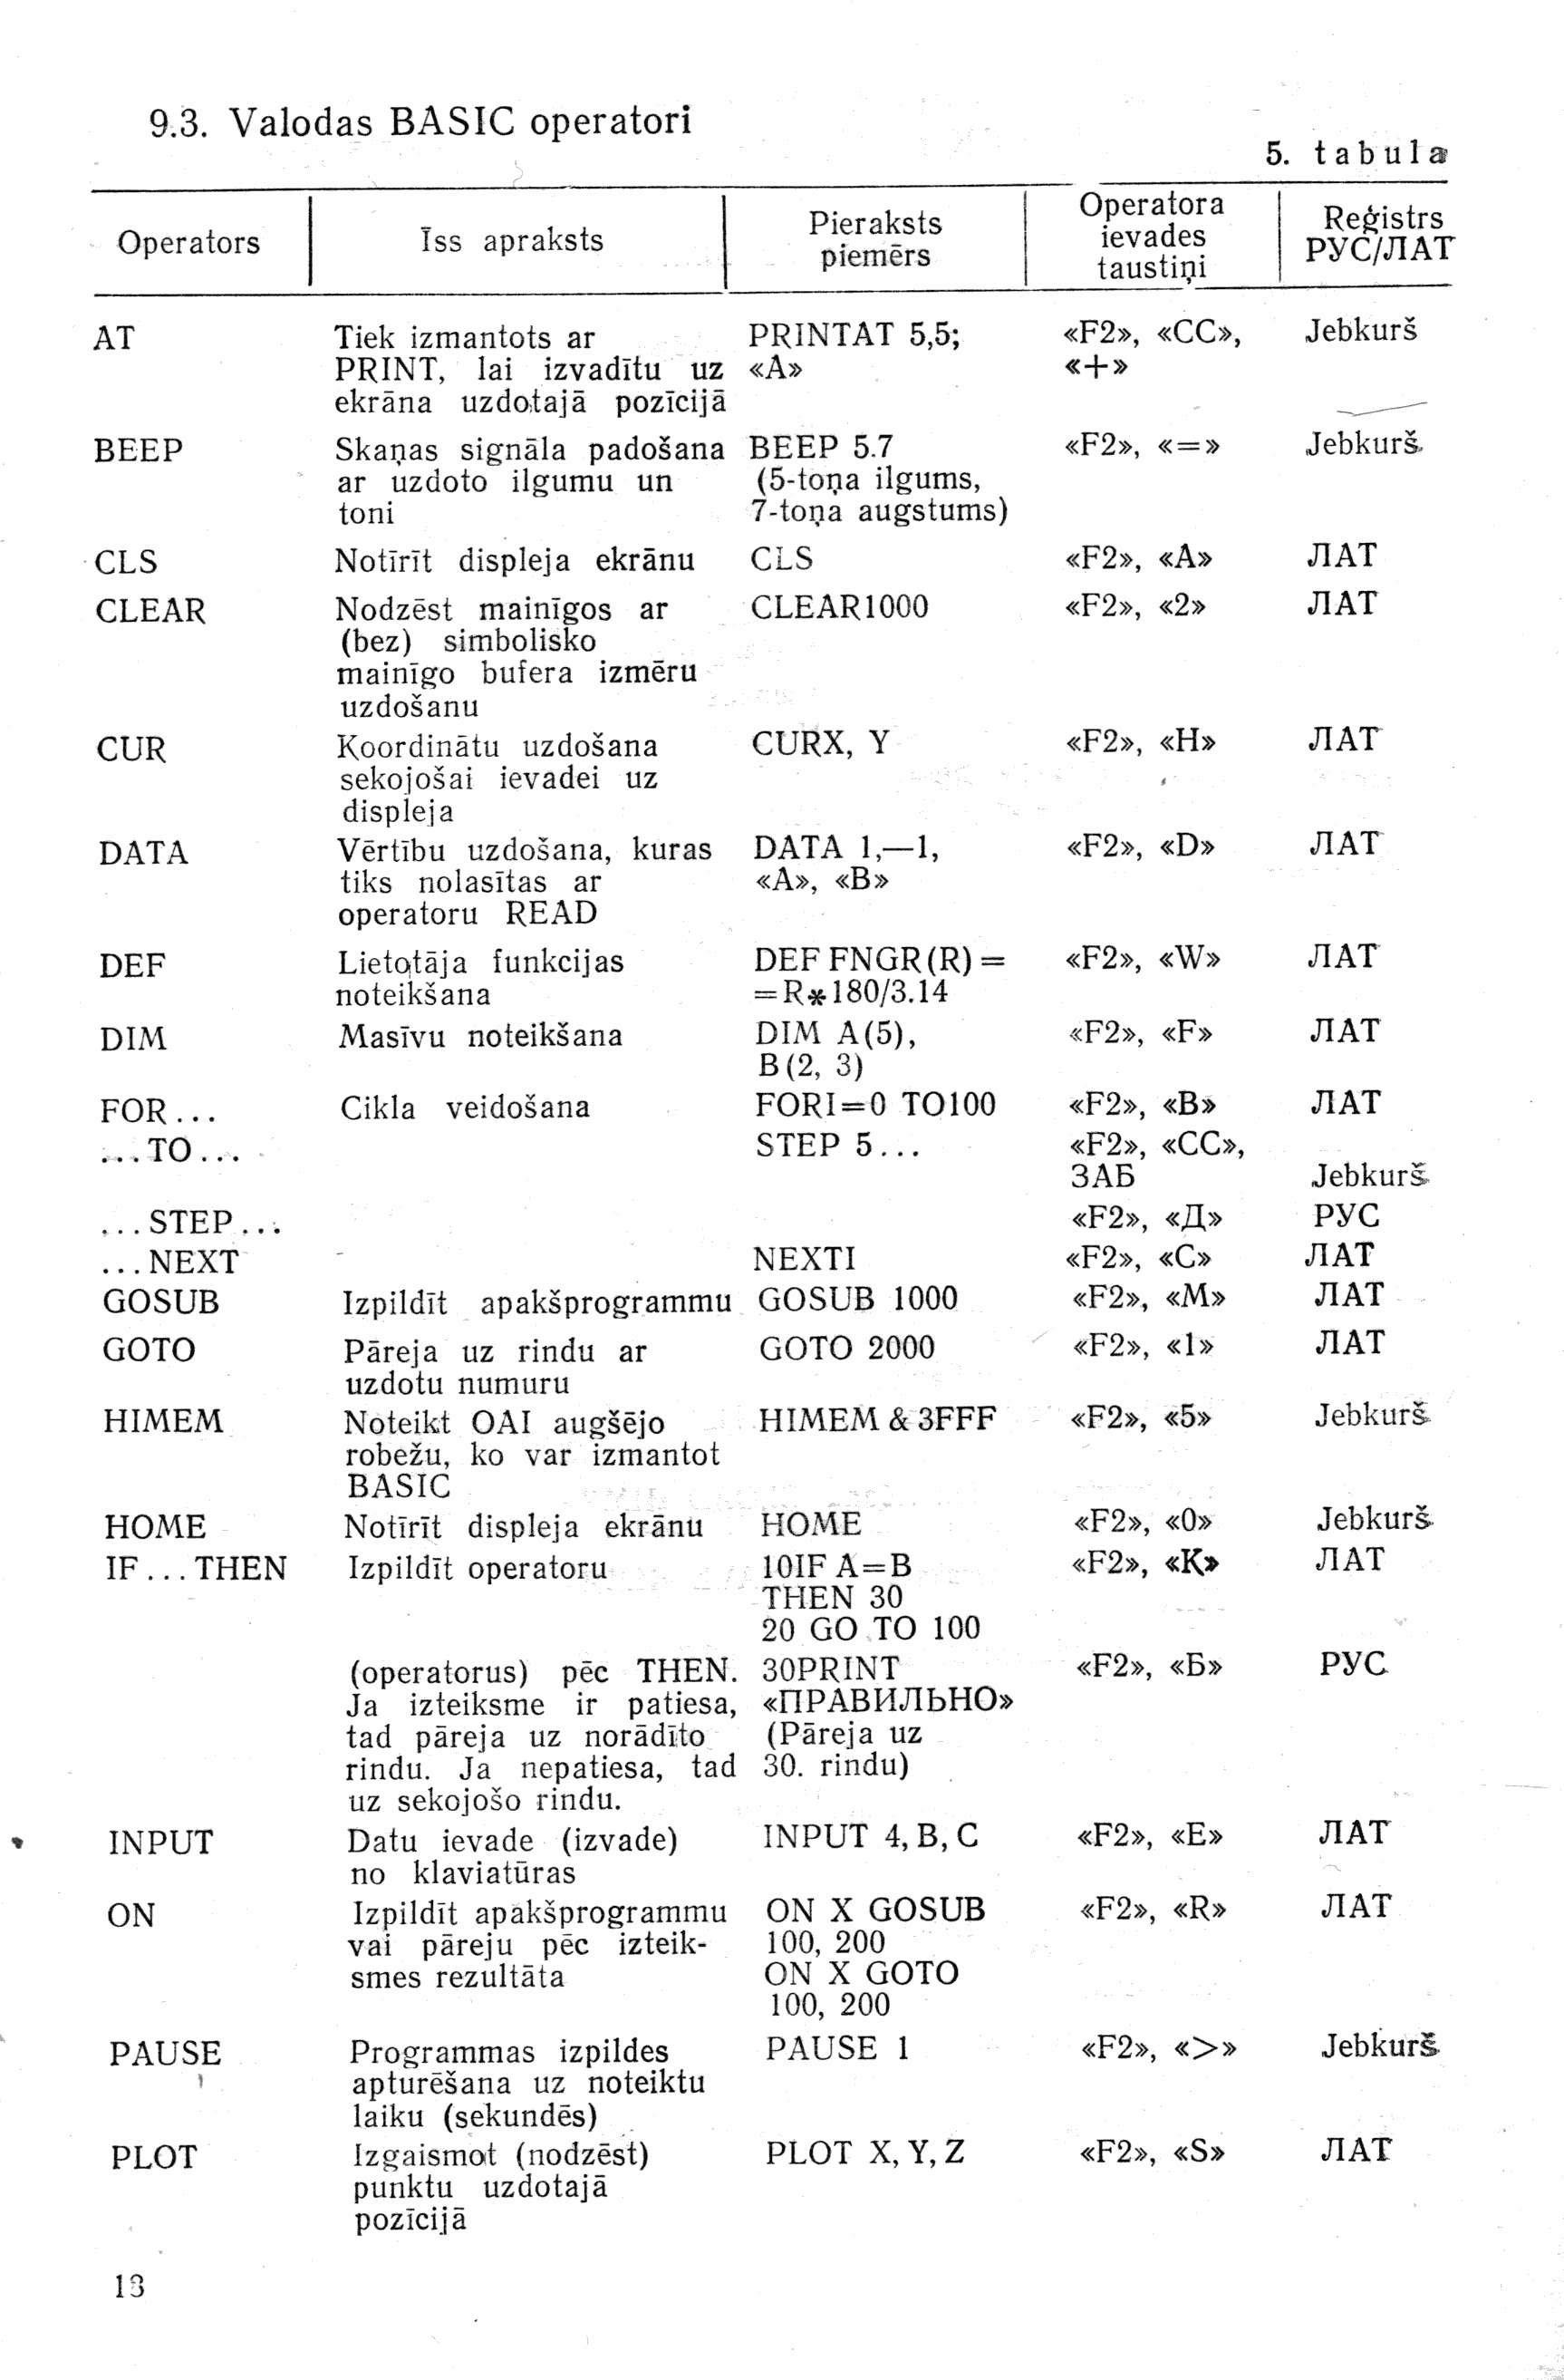 9.3. Valodas BASIC operatori
5. tabula
Operators
Īss apraksts
Pieraksts
piemērs
Operatora
ievades
taustiņi
Reģistrs
РУС/ЛАТ
AT Tiek izmantots ar PRINTAT 5,5; «F2», «CC», Jebkurš
PRINT, lai izvadītu uz «A» «+»
ekrāna uzdotajā pozīcijā
BEEP Skaņas signāla padošana BEEP 5.7 «F2», «=» Jebkurš
ar uzdoto ilgumu un (5-toņa ilgums,
toni 7-toņa augstums)
CLS Notīrīt displeja ekrānu CLS «F2», «A» ЛАТ
CLEAR Nodzēst mainīgos ar CLEAR1000 «F2», «2» ЛАТ
(bez) simbolisko
mainīgo bufera izmēru
uzdošanu
CUR Koordinātu uzdošana CURX, Y «F2», «H» ЛАТ
sekojošai ievadei uz
displeja
DATA Vērtību uzdošana, kuras DATA 1,—1, «F2», «D» ЛАТ
tiks nolasītas ar «A», «B»
operatoru READ
DEF Lietotāja funkcijas DEF FNGR(R)= «F2», «W» ЛАТ
noteikšana =R*180/3.14
DIM Masīvu noteikšana DIM A(5), «F2», «F» ЛАТ
B(2, 3)
FOR... Cikla veidošana FORI=0 TO100 «F2», «B» ЛАТ
...TO... STEP 5... «F2», «CC»,
ЗАБ Jebkurš
...STEP... «F2», «Д» РУС
...NEXT NEXTI «F2», «C» ЛАТ
GOSUB Izpildīt apakšprogrammu GOSUB 1000 «F2», «M» ЛАТ
GOTO Pāreja uz rindu ar GOTO 2000 «F2», «1» ЛАТ
uzdotu numuru
HIMEM Noteikt OAI augšējo HIMEM & 3FFF «F2», «5» Jebkurš
robežu, ko var izmantot
BASIC
HOME Notīrīt displeja ekrānu HOME «F2», «0» Jebkurš
IF...THEN Izpildīt operatoru 10IF A=B «F2», «K» ЛАТ
THEN 30
20 GO TO 100
(operatorus) pēc THEN. 30PRINT «F2», «Б» РУС
Ja izteiksme ir patiesa, «ПРАВИЛЬНО»
tad pāreja uz norādīto (Pāreja uz
rindu. Ja nepatiesa, tad 30. rindu)
uz sekojošo rindu.
INPUT Datu ievade (izvade) INPUT 4, B, C «F2», «E» ЛАТ
no klaviatūras
ON Izpildīt apakšprogrammu ON X GOSUB «F2», «R» ЛАТ
vai pāreju pēc izteik- 100, 200
smes rezultāta ON X GOTO
100, 200
PAUSE Programmas izpildes PAUSE 1 «F2», «>» Jebkurš
apturēšana uz noteiktu
laiku (sekundēs)
PLOT Izgaismot (nodzēst) PLOT X, Y, Z «F2», «S» ЛАТ
punktu uzdotajā
pozīcijā
18